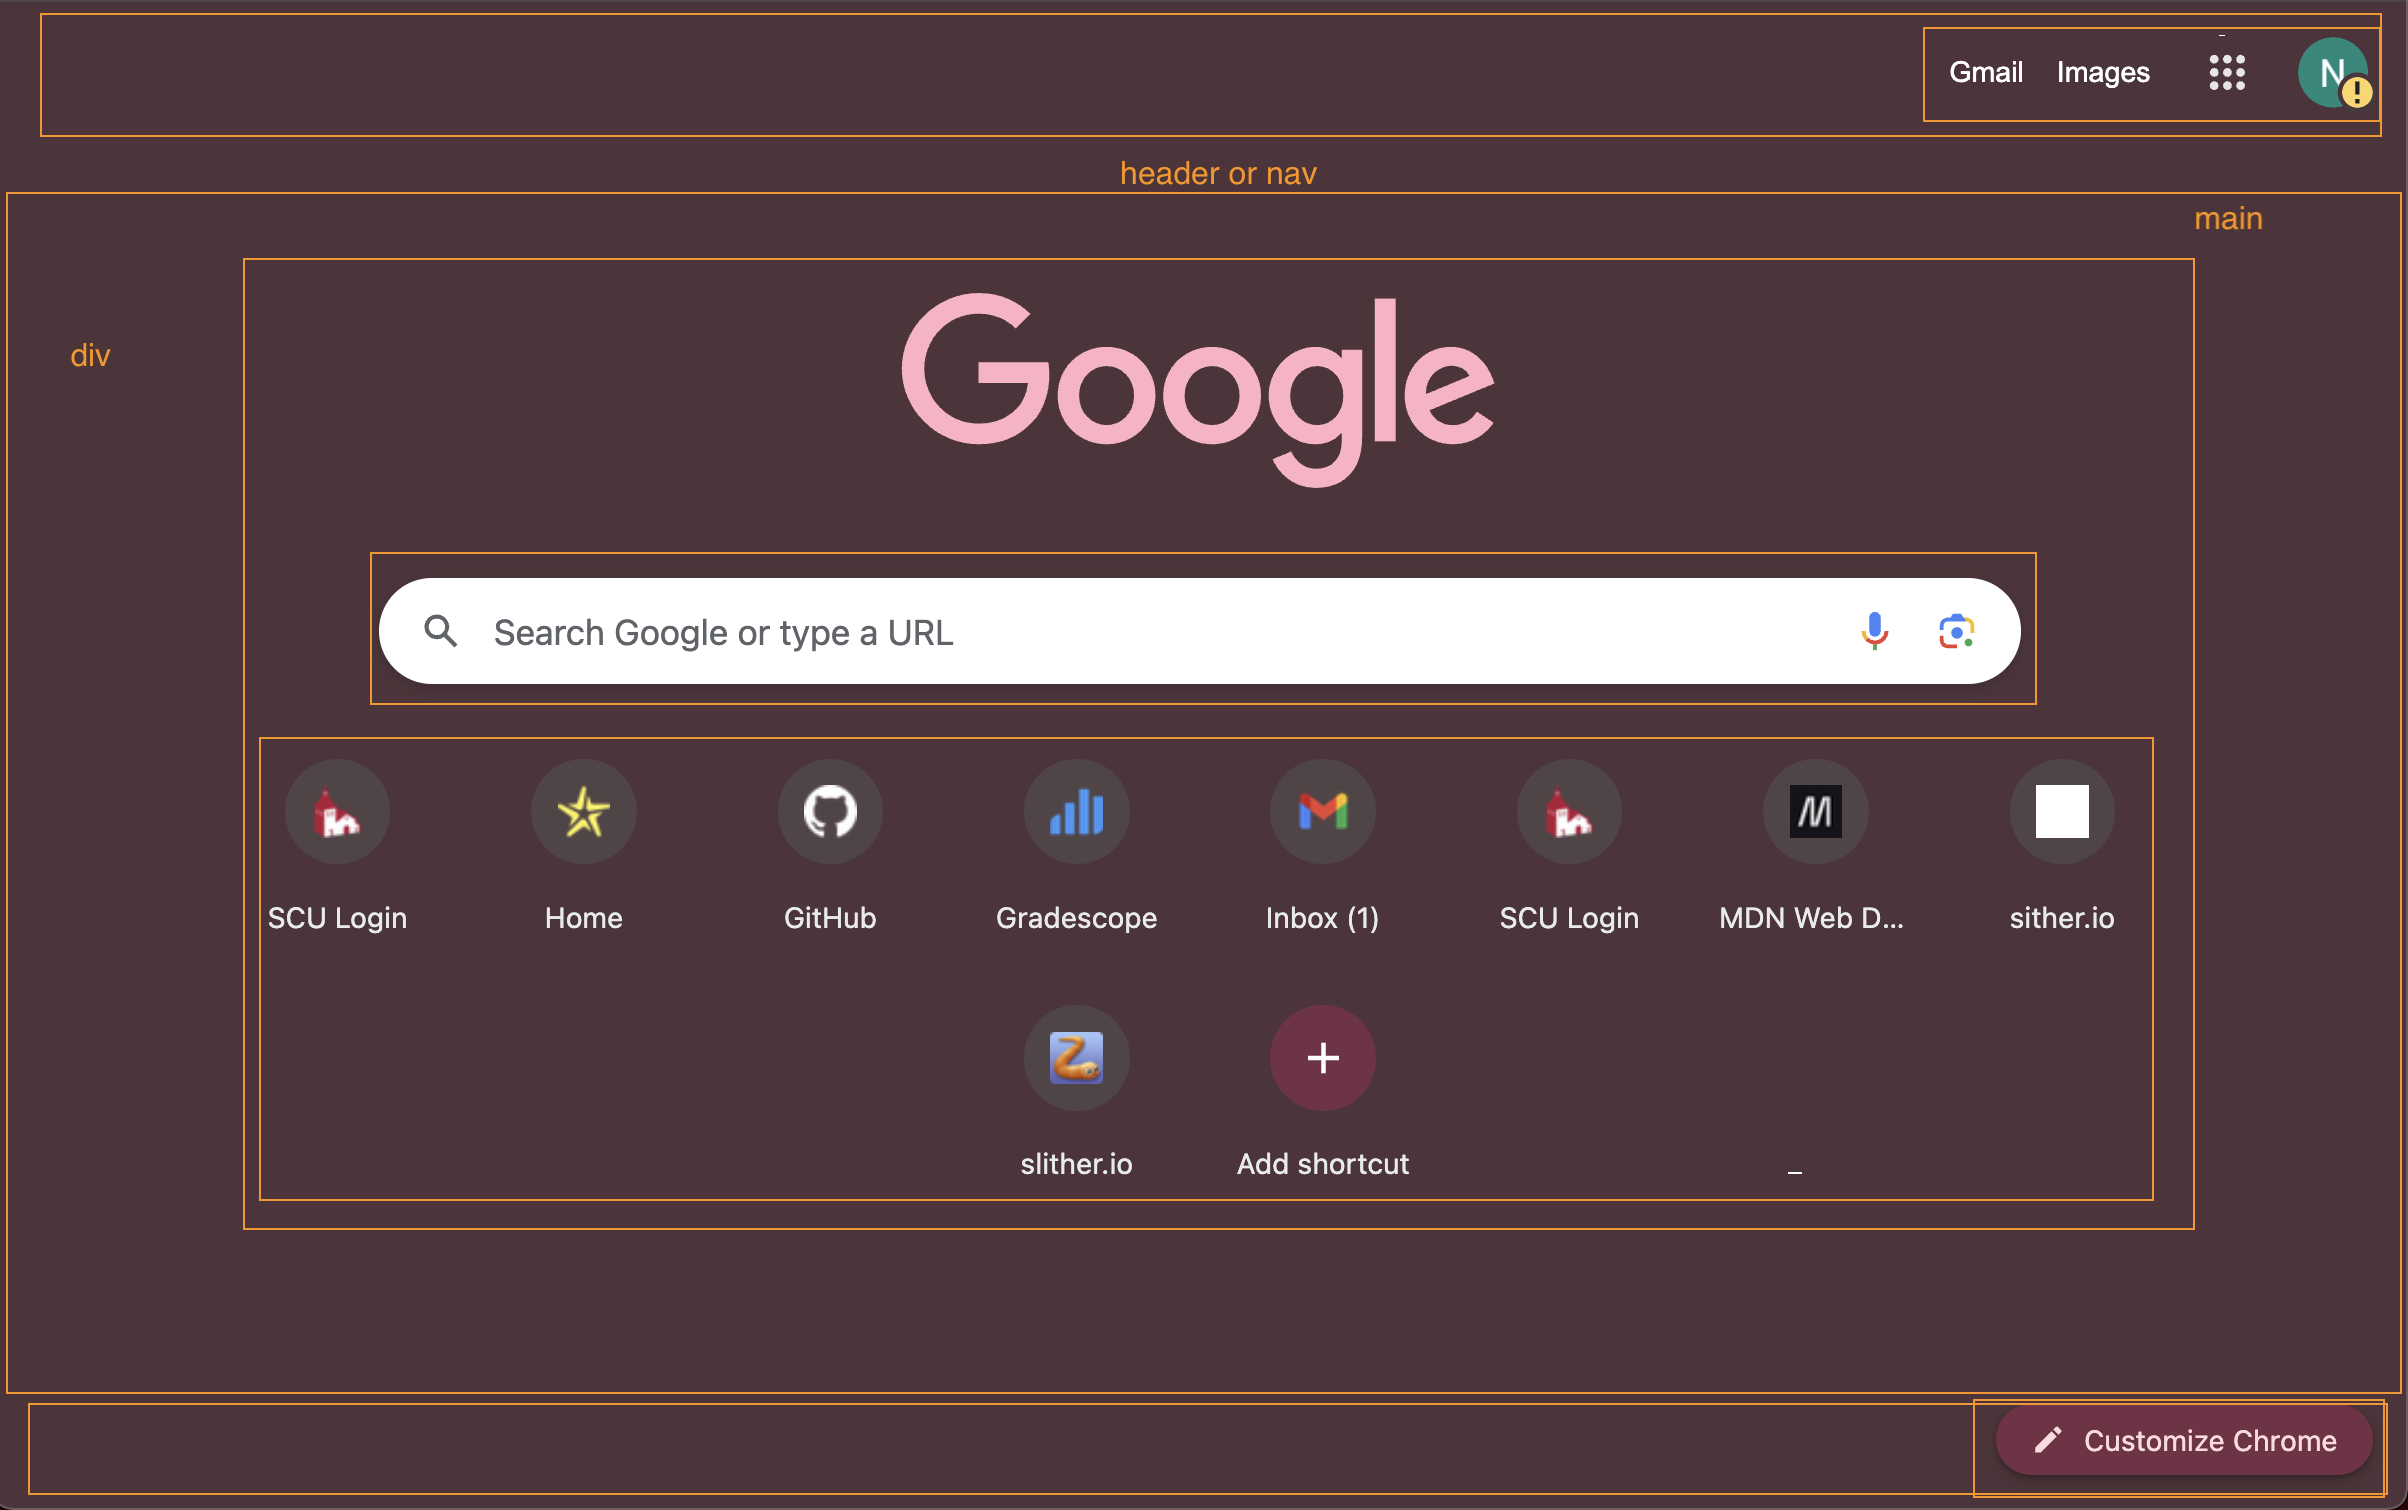 Gmail Images N
header or nav
main
Google
div
Search Google or type a URL
SCU Login Home GitHub Gradescope Inbox (1) SCU Login MDN Web D... sither.io
slither.io Add shortcut
Customize Chrome